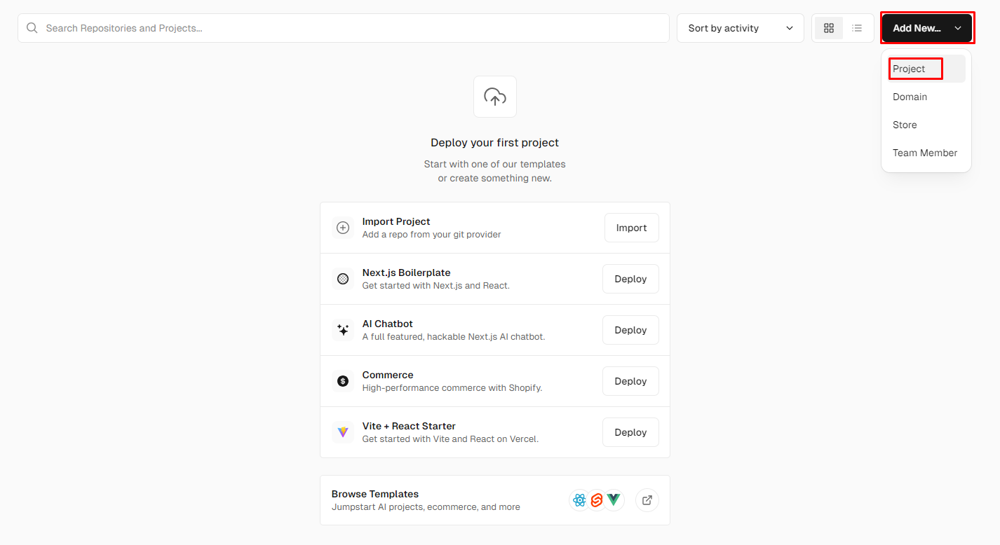 Search Repositories and Projects...
Sort by activity
Add New...
Project
Domain
Store
Team Member
Deploy your first project
Start with one of our templates
or create something new.
Import Project
Add a repo from your git provider
Import
Next.js Boilerplate
Get started with Next.js and React.
Deploy
AI Chatbot
A full featured, hackable Next.js AI chatbot.
Deploy
Commerce
High-performance commerce with Shopify.
Deploy
Vite + React Starter
Get started with Vite and React on Vercel.
Deploy
Browse Templates
Jumpstart AI projects, ecommerce, and more